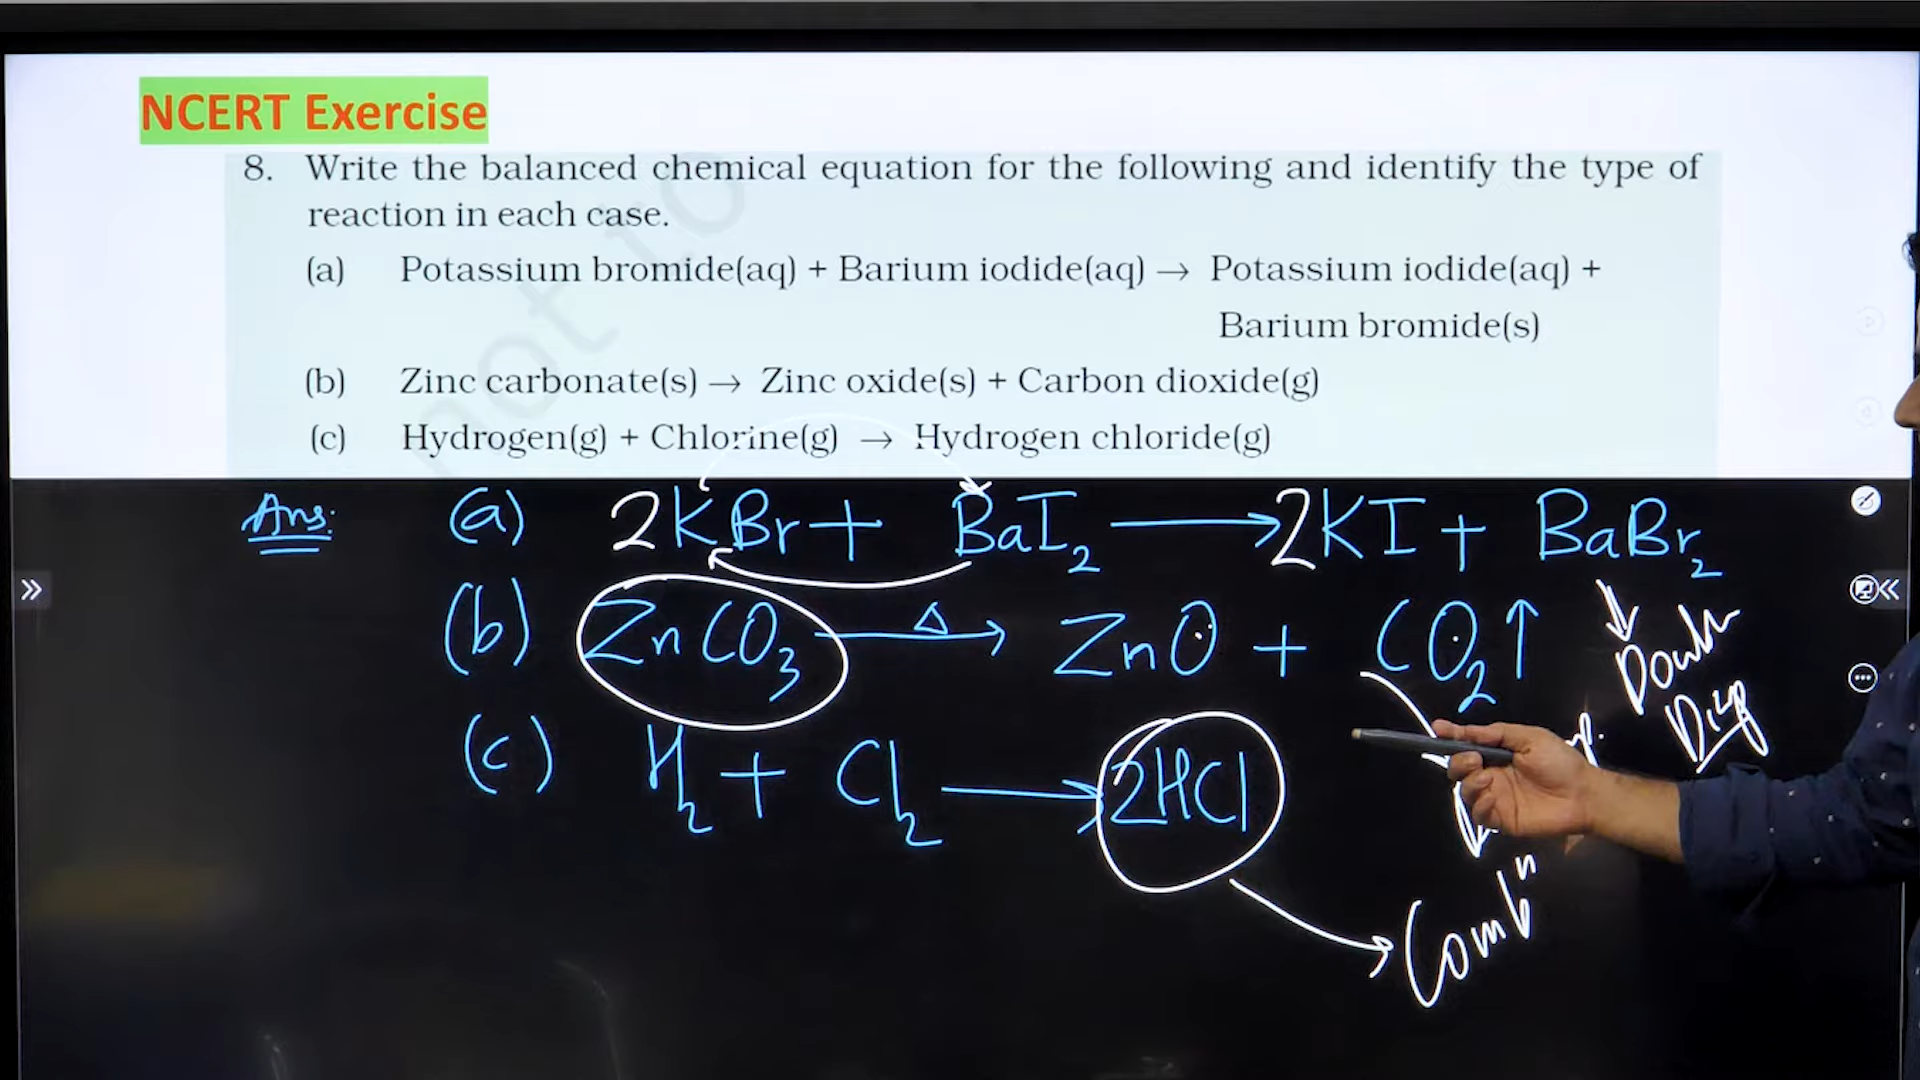 NCERT Exercise
8. Write the balanced chemical equation for the following and identify the type of
reaction in each case.
(a) Potassium bromide(aq) + Barium iodide(aq) → Potassium iodide(aq) +
Barium bromide(s)
(b) Zinc carbonate(s) → Zinc oxide(s) + Carbon dioxide(g)
(c) Hydrogen(g) + Chlorine(g) → Hydrogen chloride(g)
not to
Ans:
(a) 2KBr + BaI₂ → 2KI + BaBr₂
(b) ZnCO₃ —Δ→ ZnO + CO₂↑
Disp
(c) H₂ + Cl₂ → 2HCl
Combⁿ